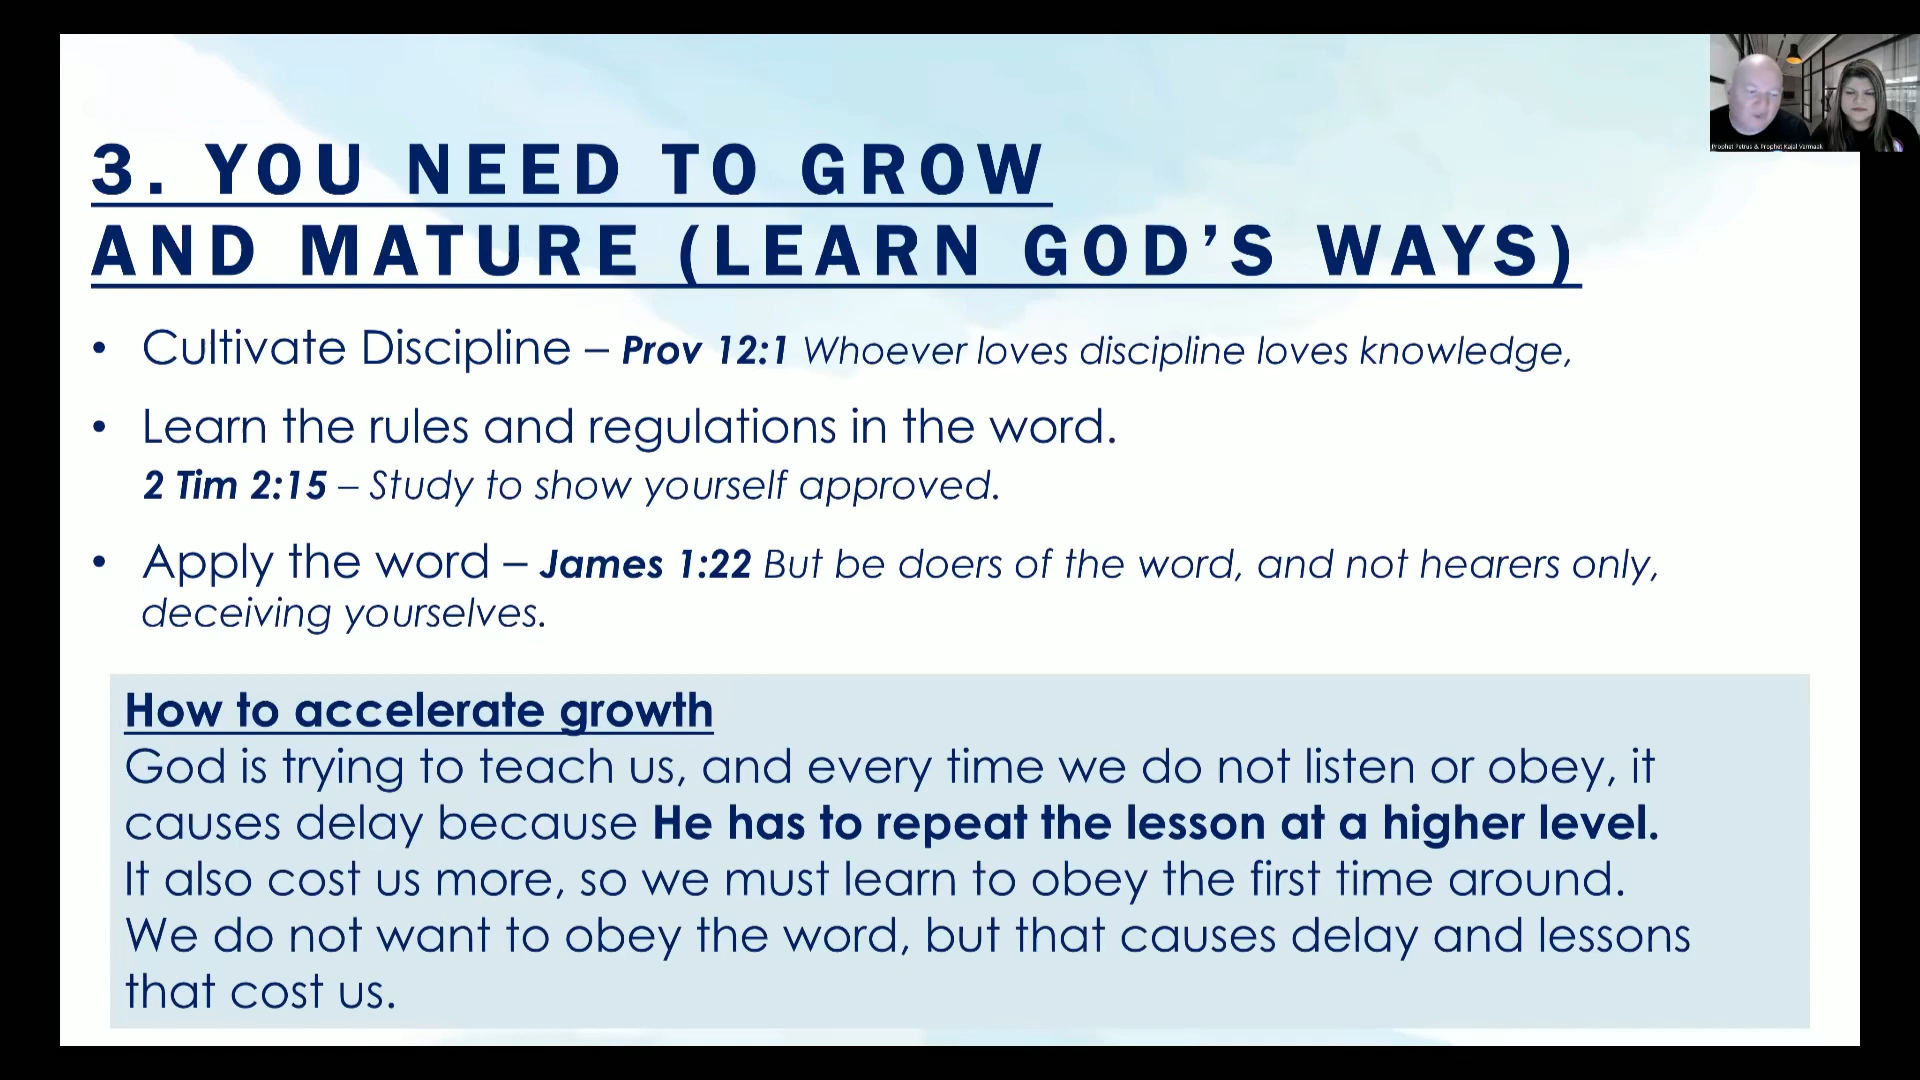 Prophet Petrus & Prophet Kajal Vermaak
3. YOU NEED TO GROW
AND MATURE (LEARN GOD’S WAYS)
• Cultivate Discipline – Prov 12:1 Whoever loves discipline loves knowledge,
• Learn the rules and regulations in the word.
2 Tim 2:15 – Study to show yourself approved.
• Apply the word – James 1:22 But be doers of the word, and not hearers only,
deceiving yourselves.
How to accelerate growth
God is trying to teach us, and every time we do not listen or obey, it
causes delay because He has to repeat the lesson at a higher level.
It also cost us more, so we must learn to obey the first time around.
We do not want to obey the word, but that causes delay and lessons
that cost us.